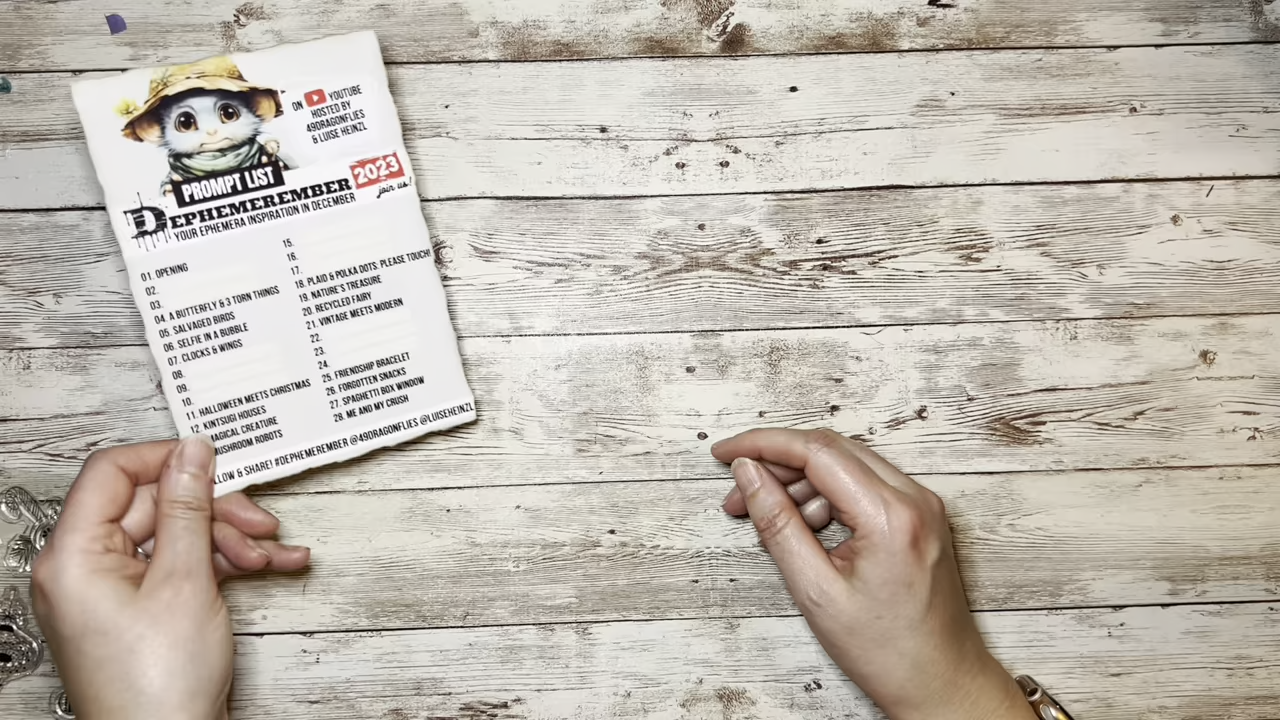 ON YOUTUBE
HOSTED BY
49DRAGONFLIES
& LUISE HEINZL
PROMPT LIST
DEPHEMEREMBER 2023
join us!
YOUR EPHEMERA INSPIRATION IN DECEMBER
01. OPENING
02.
03.
04. A BUTTERFLY & 3 TORN THINGS
05. SALVAGED BIRDS
06. SELFIE IN A BUBBLE
07. CLOCKS & WINGS
08.
09.
10.
11. HALLOWEEN MEETS CHRISTMAS
12. KINTSUGI HOUSES
AGICAL CREATURE
USHROOM ROBOTS
15.
16.
17.
18. PLAID & POLKA DOTS: PLEASE TOUCH!
19. NATURE'S TREASURE
20. RECYCLED FAIRY
21. VINTAGE MEETS MODERN
22.
23.
24.
25. FRIENDSHIP BRACELET
26. FORGOTTEN SNACKS
27. SPAGHETTI BOX WINDOW
28. ME AND MY CRUSH
LLOW & SHARE! #DEPHEMEREMBER @49DRAGONFLIES @LUISEHEINZL